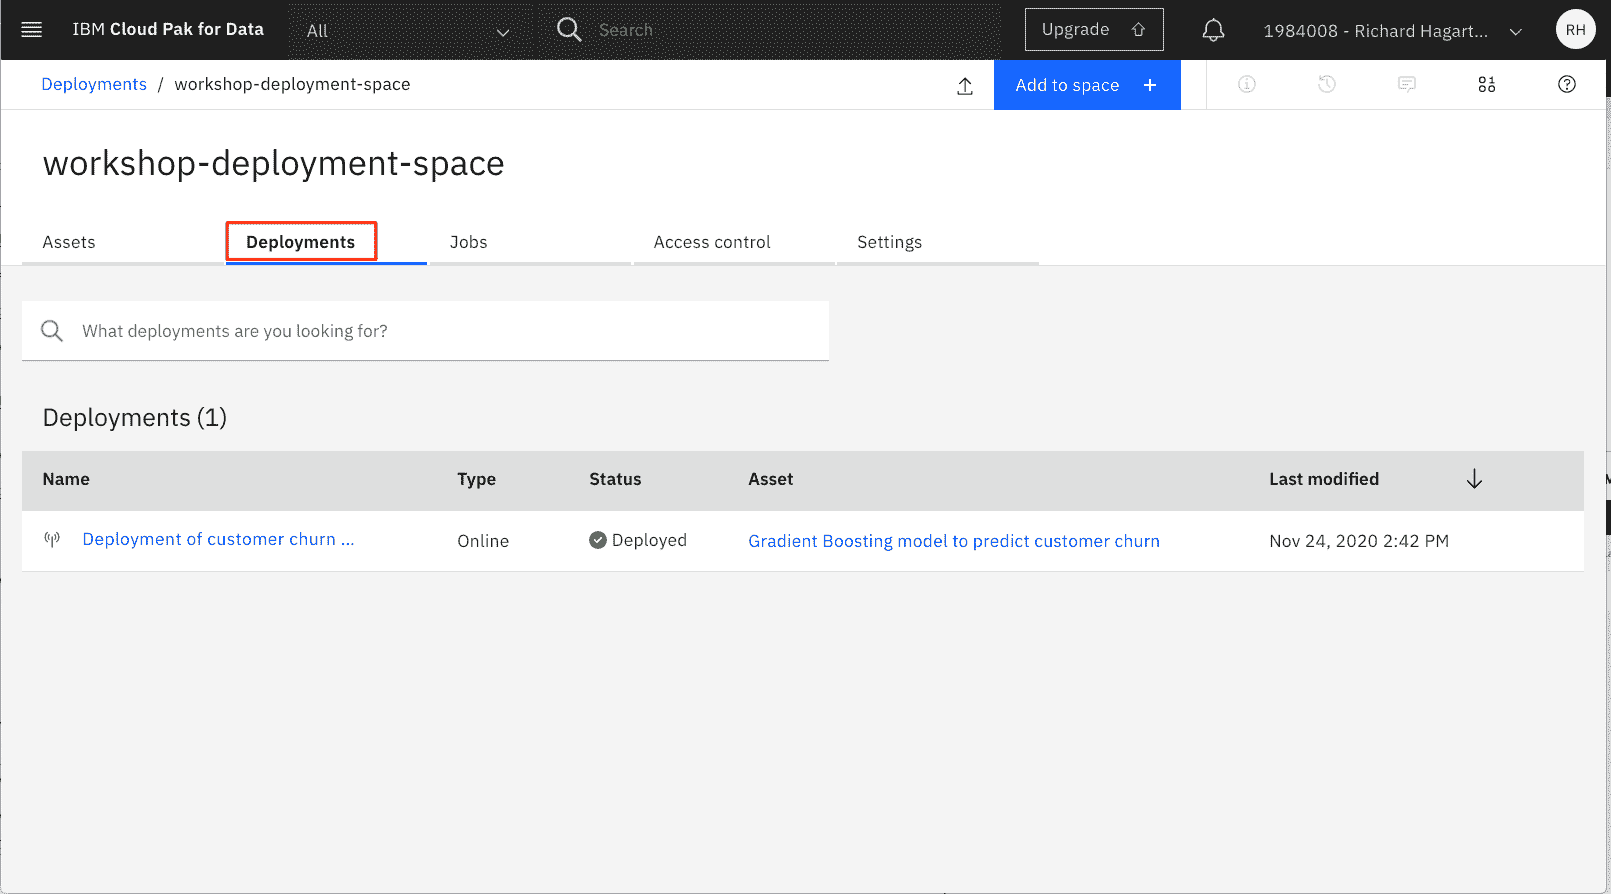 IBM Cloud Pak for Data All Search Upgrade 1984008 - Richard Hagart... RH
Deployments / workshop-deployment-space Add to space +
workshop-deployment-space
Assets Deployments Jobs Access control Settings
What deployments are you looking for?
Deployments (1)
Name Type Status Asset Last modified
Deployment of customer churn ... Online Deployed Gradient Boosting model to predict customer churn Nov 24, 2020 2:42 PM